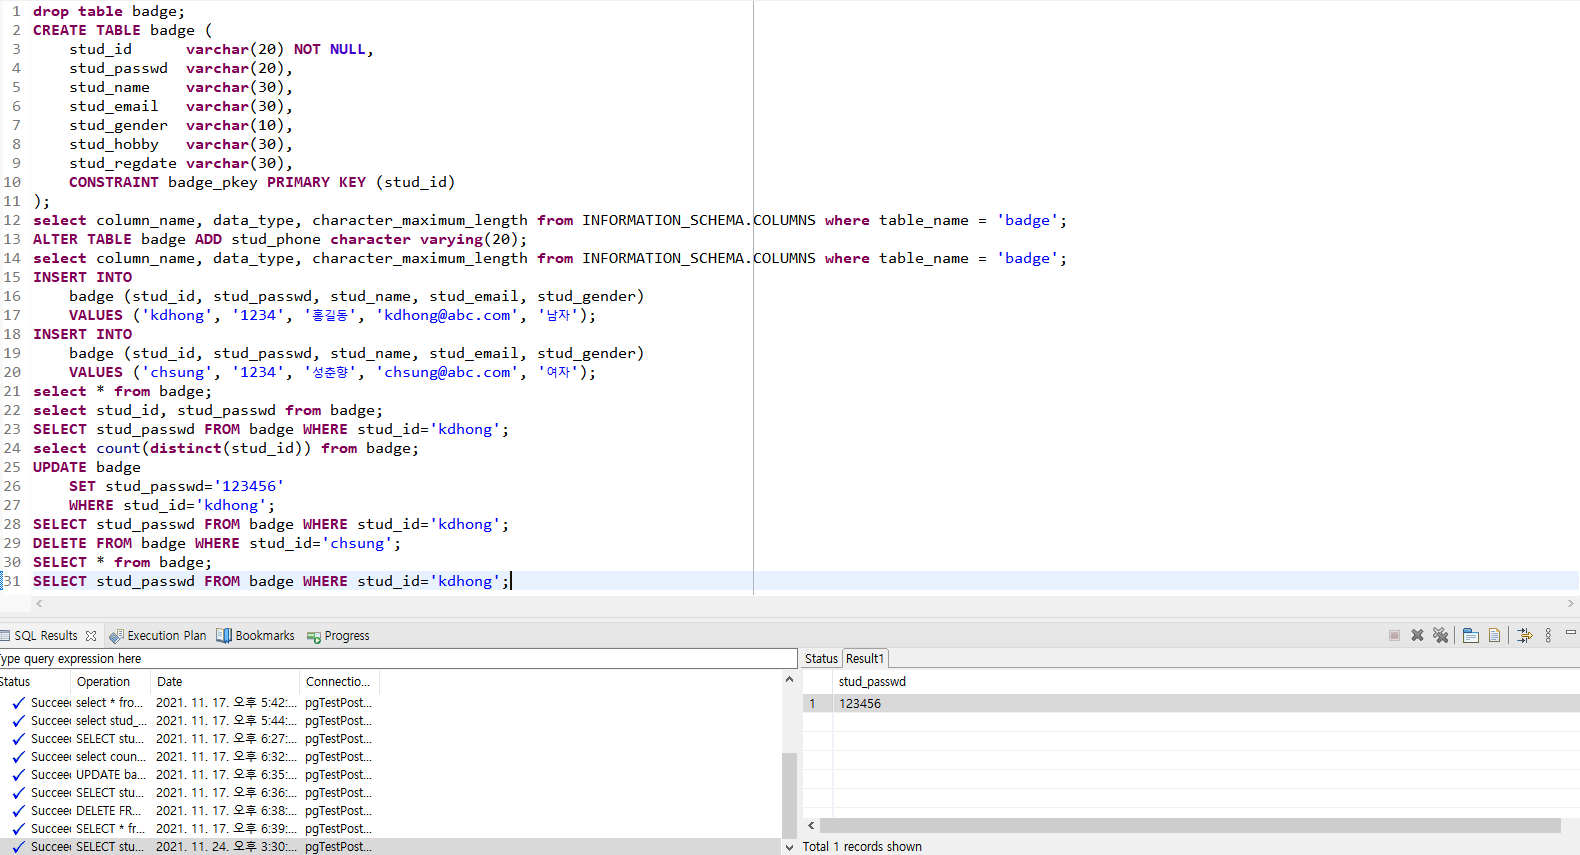 1 drop table badge;
2 CREATE TABLE badge (
3 stud_id varchar(20) NOT NULL,
4 stud_passwd varchar(20),
5 stud_name varchar(30),
6 stud_email varchar(30),
7 stud_gender varchar(10),
8 stud_hobby varchar(30),
9 stud_regdate varchar(30),
10 CONSTRAINT badge_pkey PRIMARY KEY (stud_id)
11 );
12 select column_name, data_type, character_maximum_length from INFORMATION_SCHEMA.COLUMNS where table_name = 'badge';
13 ALTER TABLE badge ADD stud_phone character varying(20);
14 select column_name, data_type, character_maximum_length from INFORMATION_SCHEMA.COLUMNS where table_name = 'badge';
15 INSERT INTO
16 badge (stud_id, stud_passwd, stud_name, stud_email, stud_gender)
17 VALUES ('kdhong', '1234', '홍길동', 'kdhong@abc.com', '남자');
18 INSERT INTO
19 badge (stud_id, stud_passwd, stud_name, stud_email, stud_gender)
20 VALUES ('chsung', '1234', '성춘향', 'chsung@abc.com', '여자');
21 select * from badge;
22 select stud_id, stud_passwd from badge;
23 SELECT stud_passwd FROM badge WHERE stud_id='kdhong';
24 select count(distinct(stud_id)) from badge;
25 UPDATE badge
26 SET stud_passwd='123456'
27 WHERE stud_id='kdhong';
28 SELECT stud_passwd FROM badge WHERE stud_id='kdhong';
29 DELETE FROM badge WHERE stud_id='chsung';
30 SELECT * from badge;
31 SELECT stud_passwd FROM badge WHERE stud_id='kdhong';
SQL Results Execution Plan Bookmarks Progress
ype query expression here
Status Operation Date Connectio...
Succee select * fro... 2021. 11. 17. 오후 5:42:... pgTestPost...
Succee select stud_... 2021. 11. 17. 오후 5:44:... pgTestPost...
Succee SELECT stu... 2021. 11. 17. 오후 6:27:... pgTestPost...
Succee select coun... 2021. 11. 17. 오후 6:32:... pgTestPost...
Succee UPDATE ba... 2021. 11. 17. 오후 6:35:... pgTestPost...
Succee SELECT stu... 2021. 11. 17. 오후 6:36:... pgTestPost...
Succee DELETE FR... 2021. 11. 17. 오후 6:38:... pgTestPost...
Succee SELECT * fr... 2021. 11. 17. 오후 6:39:... pgTestPost...
Succee SELECT stu... 2021. 11. 24. 오후 3:30:... pgTestPost...
Status Result1
stud_passwd
1 123456
Total 1 records shown